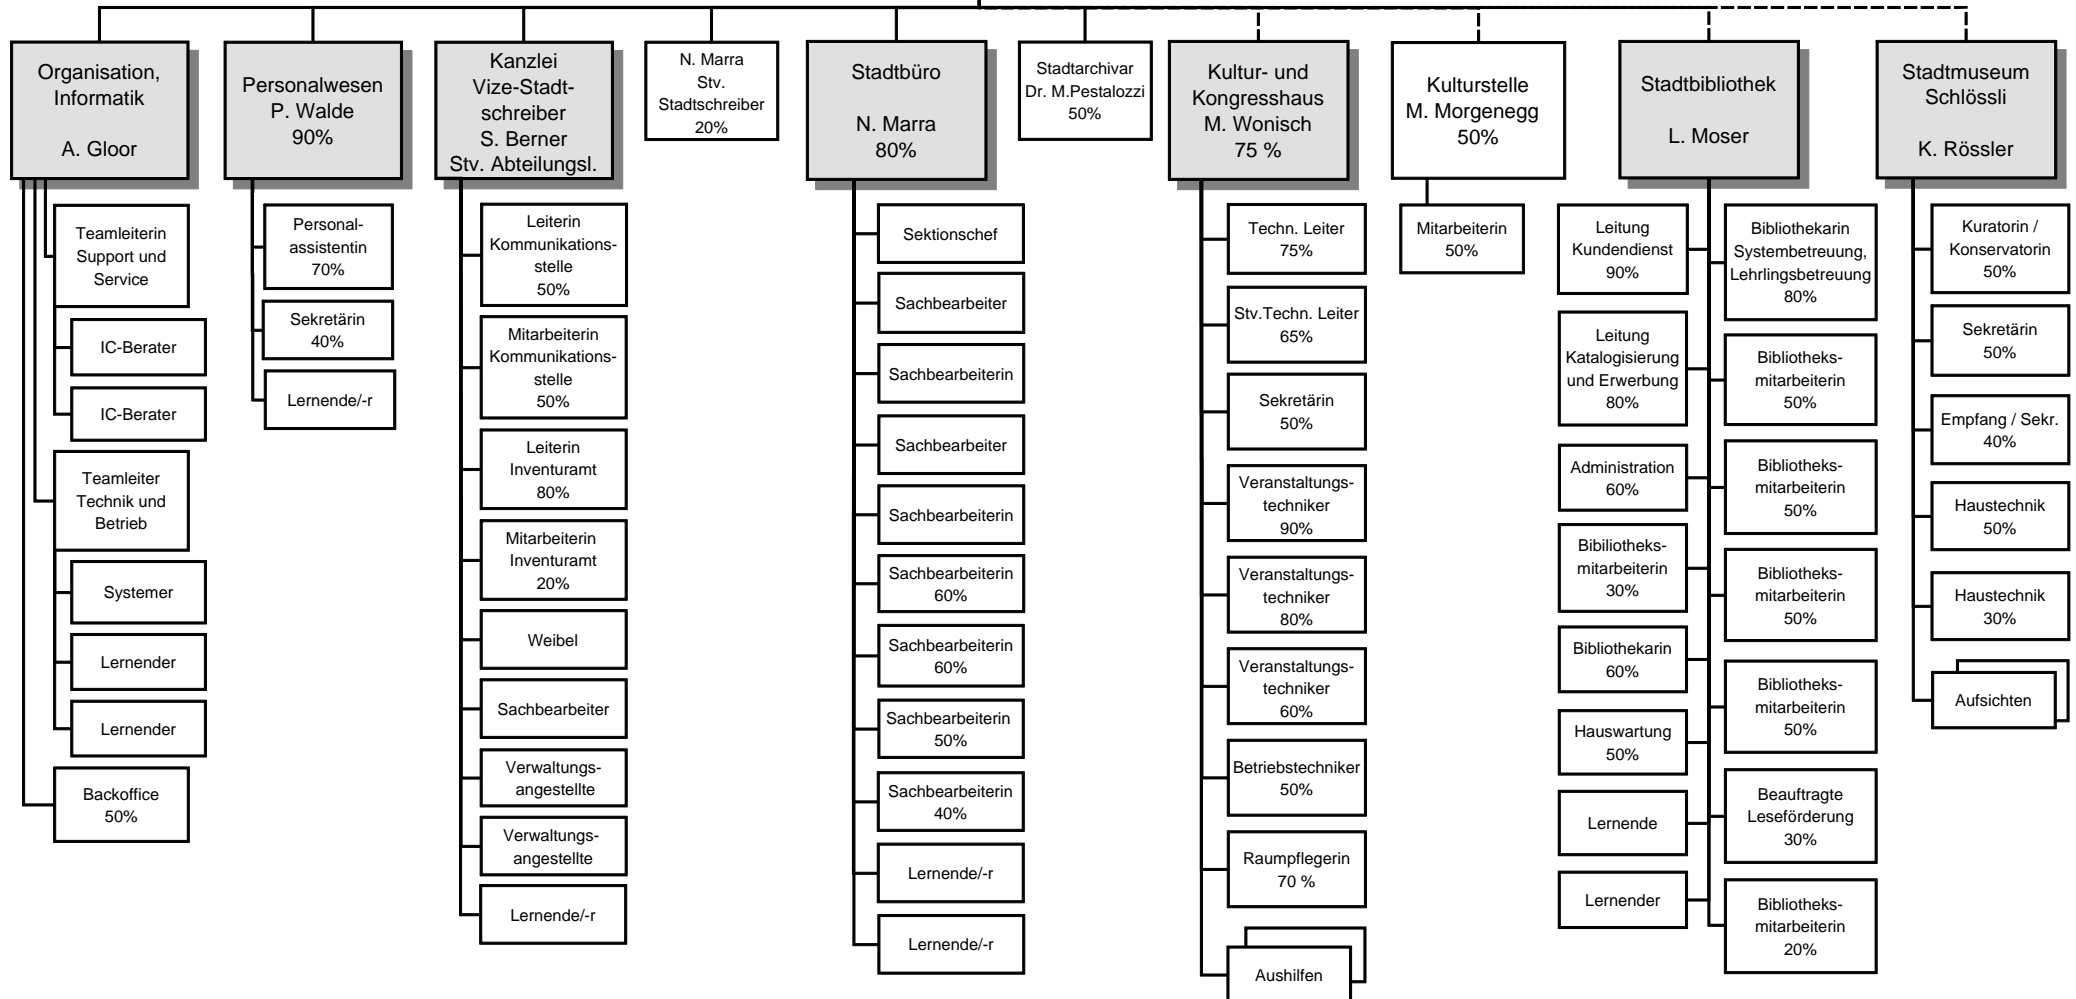 Organisation,
Informatik
A. Gloor
Teamleiterin
Support und
Service
IC-Berater
IC-Berater
Teamleiter
Technik und
Betrieb
Systemer
Lernender
Lernender
Backoffice
50%
Personalwesen
P. Walde
90%
Personal-
assistentin
70%
Sekretärin
40%
Lernende/-r
Kanzlei
Vize-Stadt-
schreiber
S. Berner
Stv. Abteilungsl.
Leiterin
Kommunikations-
stelle
50%
Mitarbeiterin
Kommunikations-
stelle
50%
Leiterin
Inventuramt
80%
Mitarbeiterin
Inventuramt
20%
Weibel
Sachbearbeiter
Verwaltungs-
angestellte
Verwaltungs-
angestellte
Lernende/-r
N. Marra
Stv.
Stadtschreiber
20%
Stadtbüro
N. Marra
80%
Sektionschef
Sachbearbeiter
Sachbearbeiterin
Sachbearbeiter
Sachbearbeiterin
Sachbearbeiterin
60%
Sachbearbeiterin
60%
Sachbearbeiterin
50%
Sachbearbeiterin
40%
Lernende/-r
Lernende/-r
Stadtarchivar
Dr. M.Pestalozzi
50%
Kultur- und
Kongresshaus
M. Wonisch
75 %
Techn. Leiter
75%
Stv.Techn. Leiter
65%
Sekretärin
50%
Veranstaltungs-
techniker
90%
Veranstaltungs-
techniker
80%
Veranstaltungs-
techniker
60%
Betriebstechniker
50%
Raumpflegerin
70 %
Aushilfen
Kulturstelle
M. Morgenegg
50%
Mitarbeiterin
50%
Stadtbibliothek
L. Moser
Leitung
Kundendienst
90%
Leitung
Katalogisierung
und Erwerbung
80%
Administration
60%
Bibiliotheks-
mitarbeiterin
30%
Bibliothekarin
60%
Hauswartung
50%
Lernende
Lernender
Bibliothekarin
Systembetreuung,
Lehrlingsbetreuung
80%
Bibliotheks-
mitarbeiterin
50%
Bibliotheks-
mitarbeiterin
50%
Bibliotheks-
mitarbeiterin
50%
Bibliotheks-
mitarbeiterin
50%
Beauftragte
Leseförderung
30%
Bibliotheks-
mitarbeiterin
20%
Stadtmuseum
Schlössli
K. Rössler
Kuratorin /
Konservatorin
50%
Sekretärin
50%
Empfang / Sekr.
40%
Haustechnik
50%
Haustechnik
30%
Aufsichten